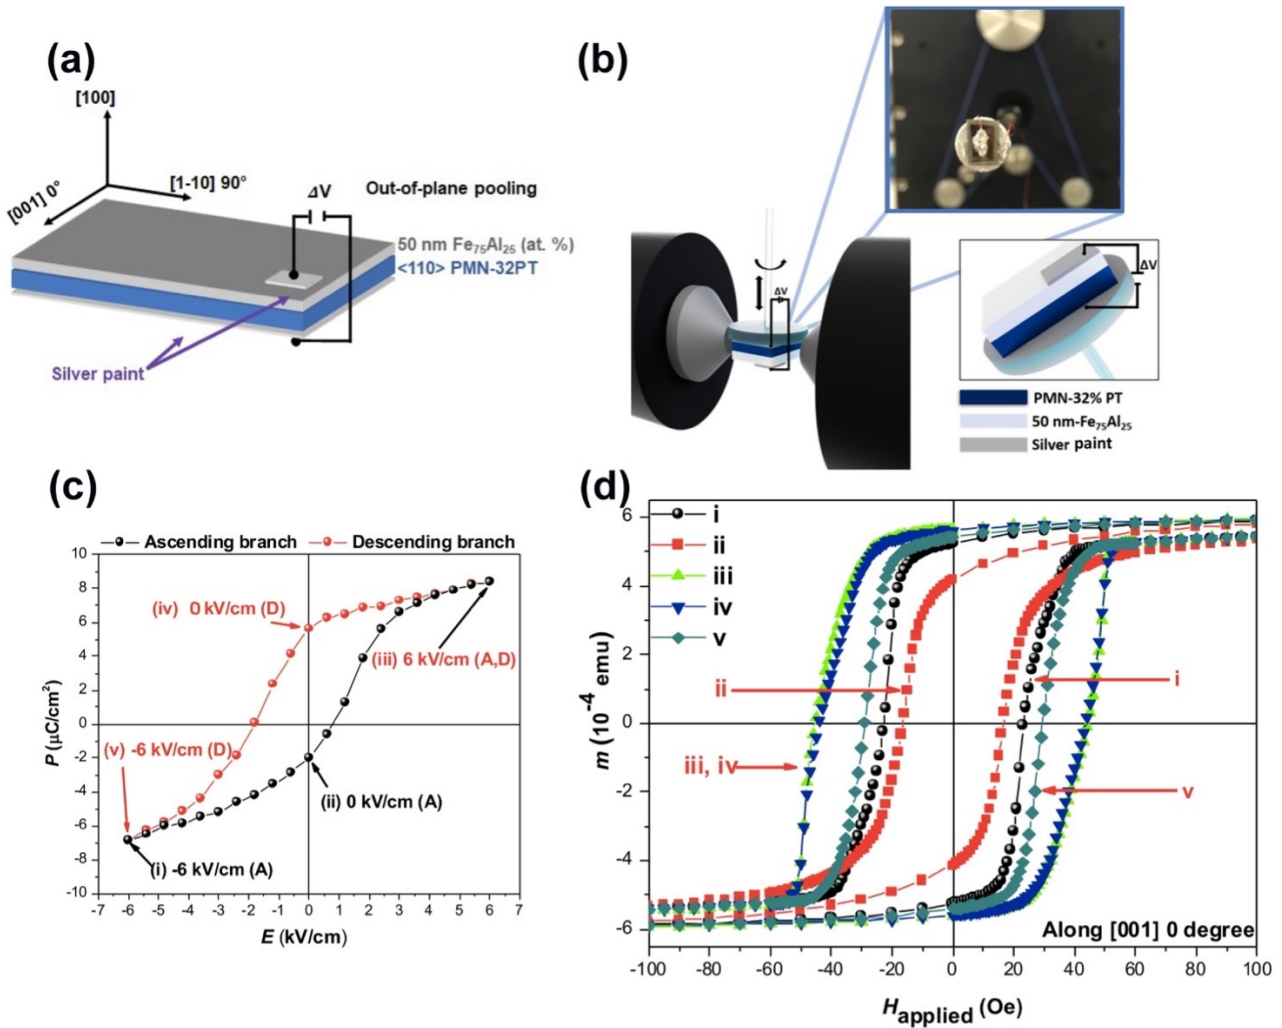 (a)
[100]
[1-10] 90°
[001] 0°
ΔV
Out-of-plane pooling
50 nm Fe₇₅Al₂₅ (at. %)
<110> PMN-32PT
Silver paint
(b)
ΔV
ΔV
PMN-32% PT
50 nm-Fe₇₅Al₂₅
Silver paint
(c)
Ascending branch Descending branch
10
8
6
4
2
0
-2
-4
-6
-8
-10
P (μC/cm²)
(iv) 0 kV/cm (D)
(iii) 6 kV/cm (A,D)
(v) -6 kV/cm (D)
(ii) 0 kV/cm (A)
(i) -6 kV/cm (A)
-7 -6 -5 -4 -3 -2 -1 0 1 2 3 4 5 6 7
E (kV/cm)
(d)
i
ii
iii
iv
v
6
4
2
0
-2
-4
-6
m (10⁻⁴ emu)
ii
i
iii, iv
v
Along [001] 0 degree
-100 -80 -60 -40 -20 0 20 40 60 80 100
Happlied (Oe)